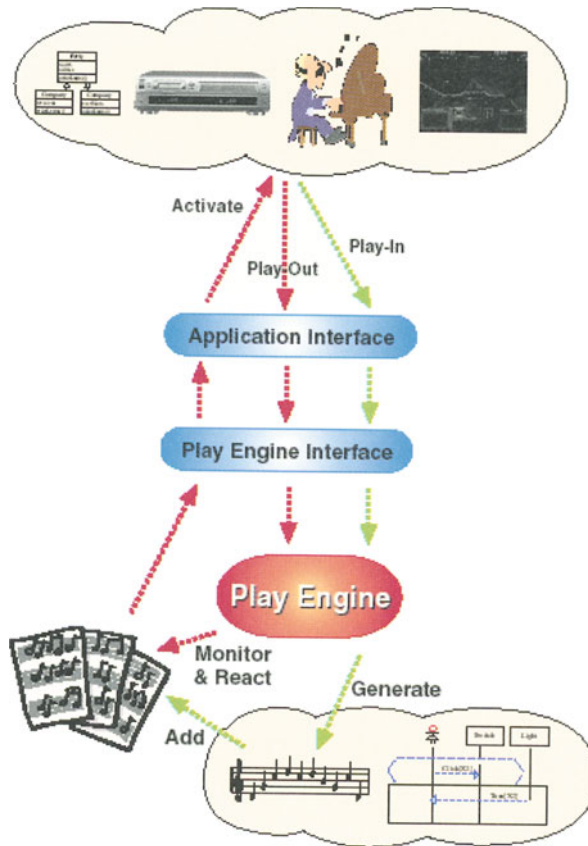 Activate
Play-In
Play-Out
Application Interface
Play Engine Interface
Play Engine
Monitor
& React
Generate
Add
Switch
Light